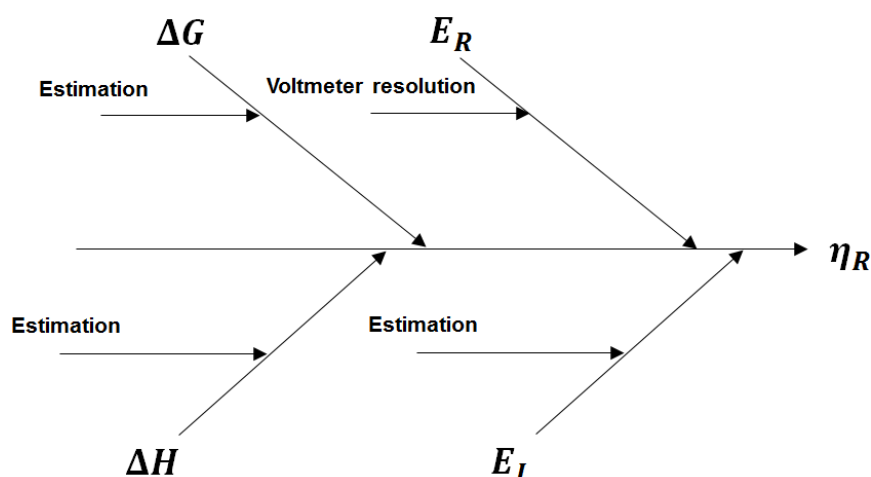 ΔG
E_R
Estimation
Voltmeter resolution
η_R
Estimation
Estimation
ΔH
E_I